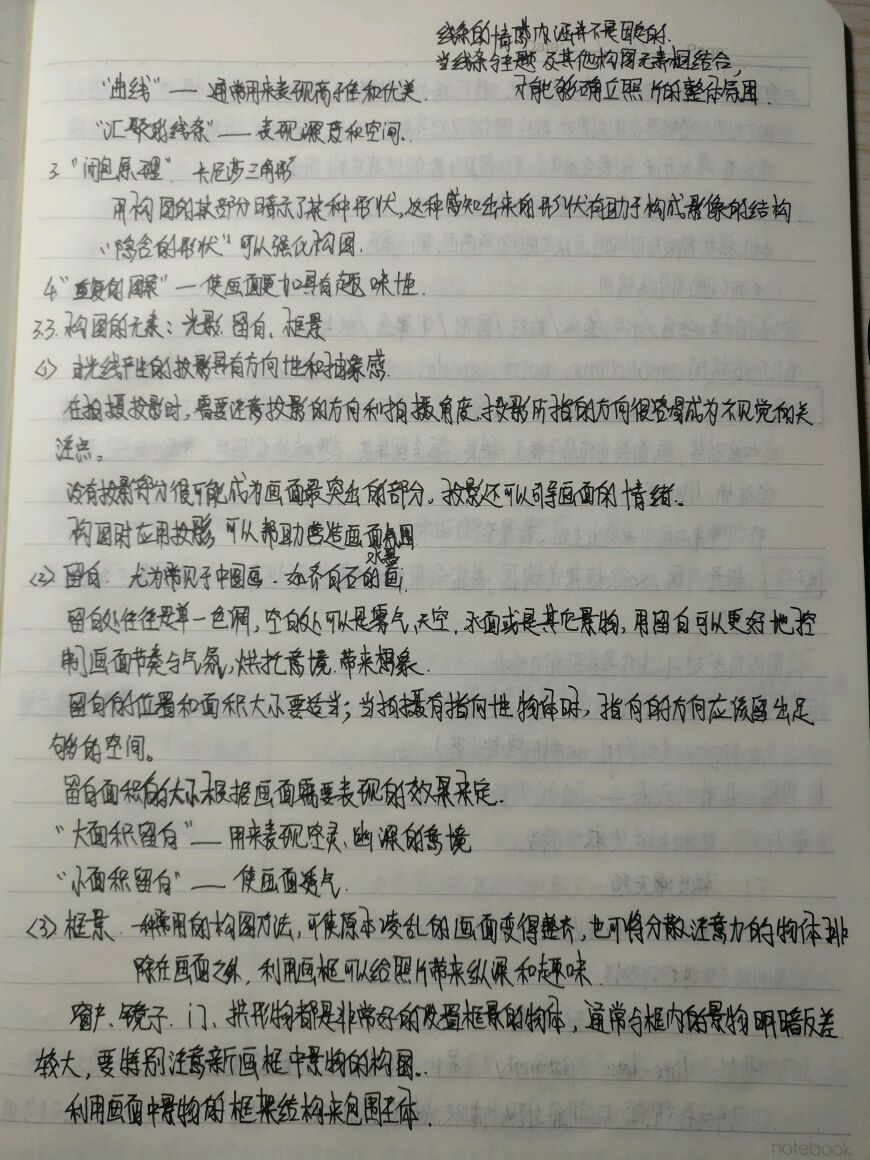 线条的情感内涵并不是固定的.
当线条与主题及其他构图元素相结合,
才能够确立照片的整体氛围.
"曲线" —— 通常用来表现高雅和优美.
"汇聚的线条" —— 表现深度和空间.
3 "闭包原理" 卡尼莎三角形
用构图的某部分暗示了某种形状,这种感知出来的形状有助于构成影像的结构
"隐含的形状" 可以强化构图.
4 "重复的图案" — 使画面更加具有趣味性.
3.3. 构图的元素: 光影. 留白. 框景
<1> 由光线产生的投影具有方向性和抽象感.
在拍摄投影时,需要注意投影的方向和拍摄角度.投影所指的方向很容易成为视觉的关
注点。
没有投影部分很可能成为画面最突出的部分。投影还可以引导画面的情绪.
构图时应用投影 可以帮助营造画面氛围
水墨
<2> 留白. 尤为常见于中国画. 如齐白石的画
留白处往往是单一色调,空白处可以是雾气、天空. 水面或是其它景物,用留白可以更好地控
制画面节奏与气氛,烘托意境.带来想象.
留白的位置和面积大小要适当;当拍摄有指向性物体时,指向的方向应该留出足
够的空间。
留白面积的大小根据画面需要表现的效果来定.
"大面积留白" —— 用来表现空灵、幽深的意境
"小面积留白" —— 使画面透气.
<3> 框景. 一种常用的构图方法,可使原本凌乱的画面变得整齐,也可将分散注意力的物体排
除在画面之外,利用画框可以给照片带来纵深和趣味.
窗户、镜子. 门、拱形物都是非常好的设置框景的物体,通常与框内的景物明暗反差
较大,要特别注意新画框中景物的构图.
利用画面中景物的框架结构来包围主体.
notebook